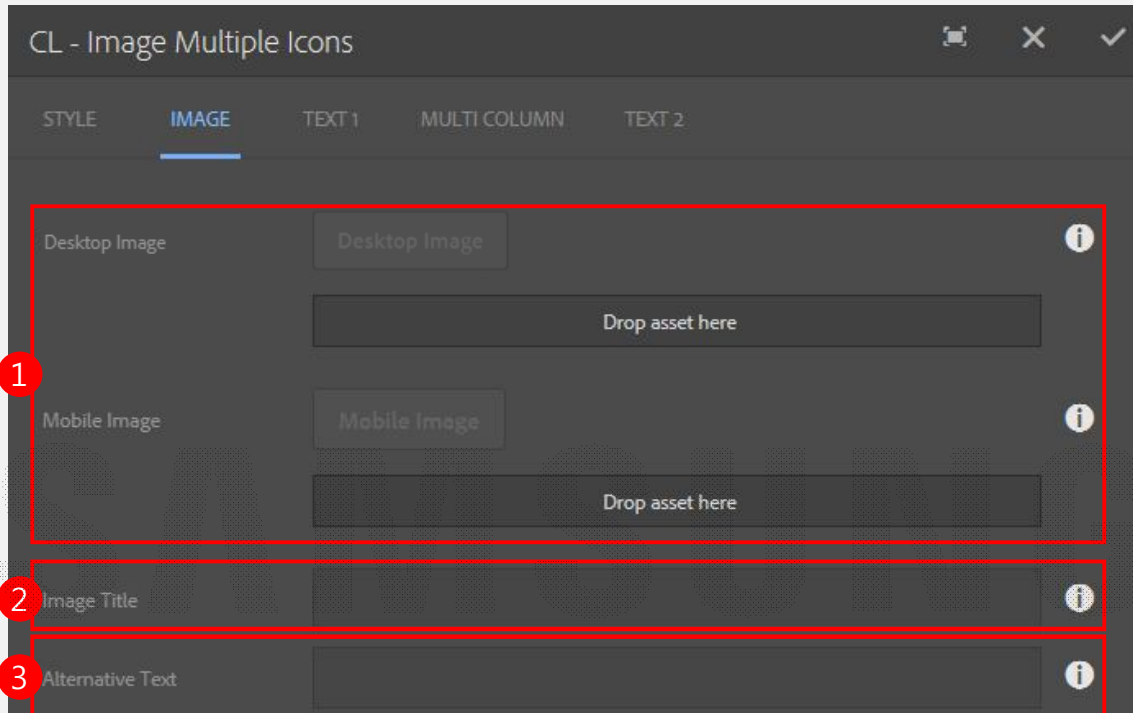 CL - Image Multiple Icons
STYLE IMAGE TEXT 1 MULTI COLUMN TEXT 2
Desktop Image Desktop Image
Drop asset here
1
Mobile Image Mobile Image
Drop asset here
SAMSUNG
2 Image Title
3 Alternative Text